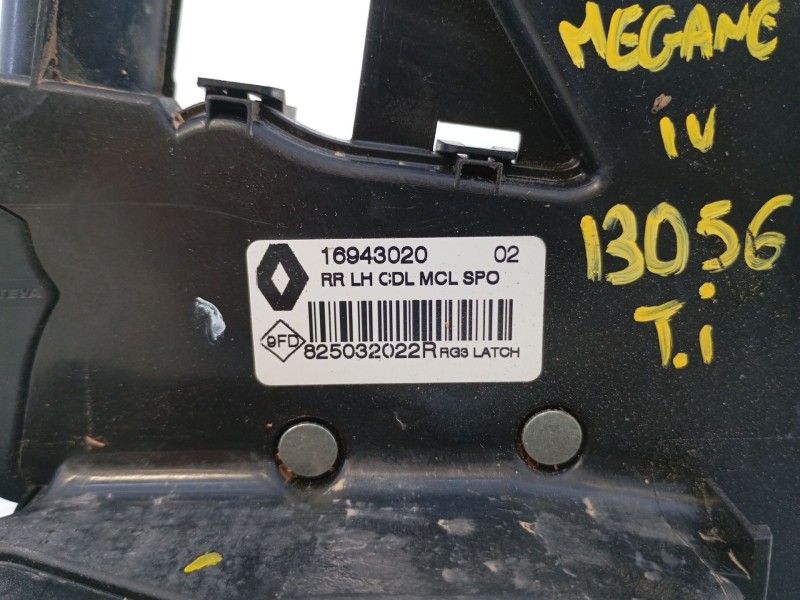 MEGANE
IV
13056
T.i
16943020 02
RR LH CDL MCL SPO
9FD
825032022R RG3 LATCH